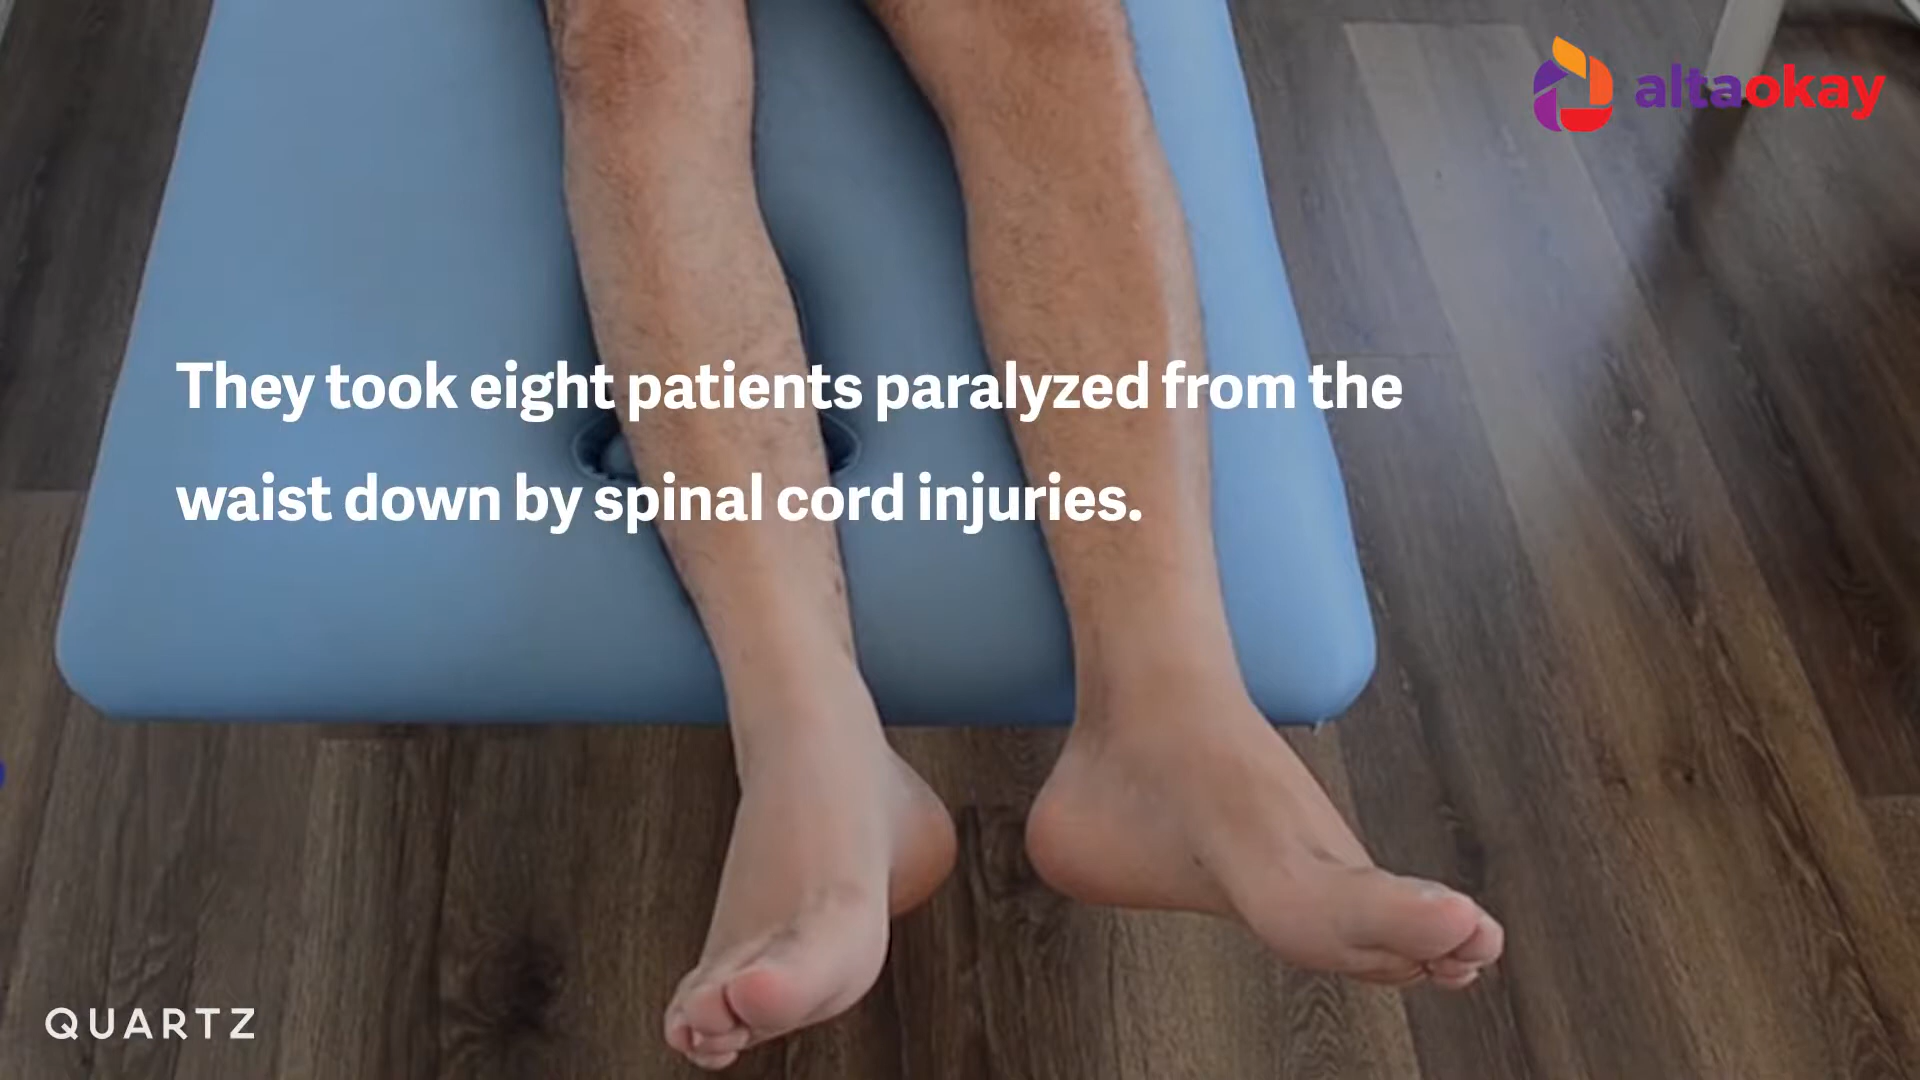 altaokay
They took eight patients paralyzed from the
waist down by spinal cord injuries.
QUARTZ